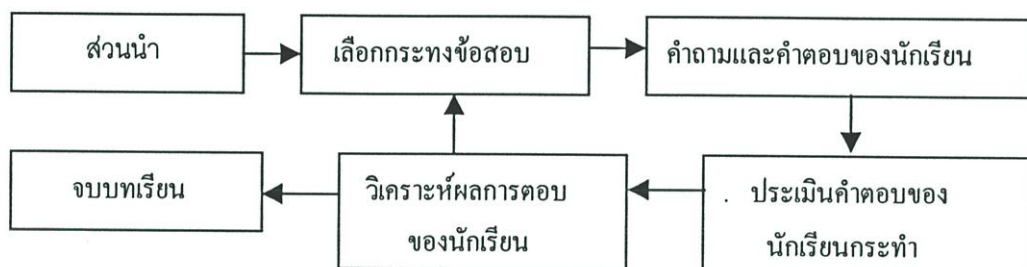 ส่วนนำ
เลือกกระทงข้อสอบ
คำถามและคำตอบของนักเรียน
จบบทเรียน
วิเคราะห์ผลการตอบ
ของนักเรียน
ประเมินคำตอบของ
นักเรียนกระทำ